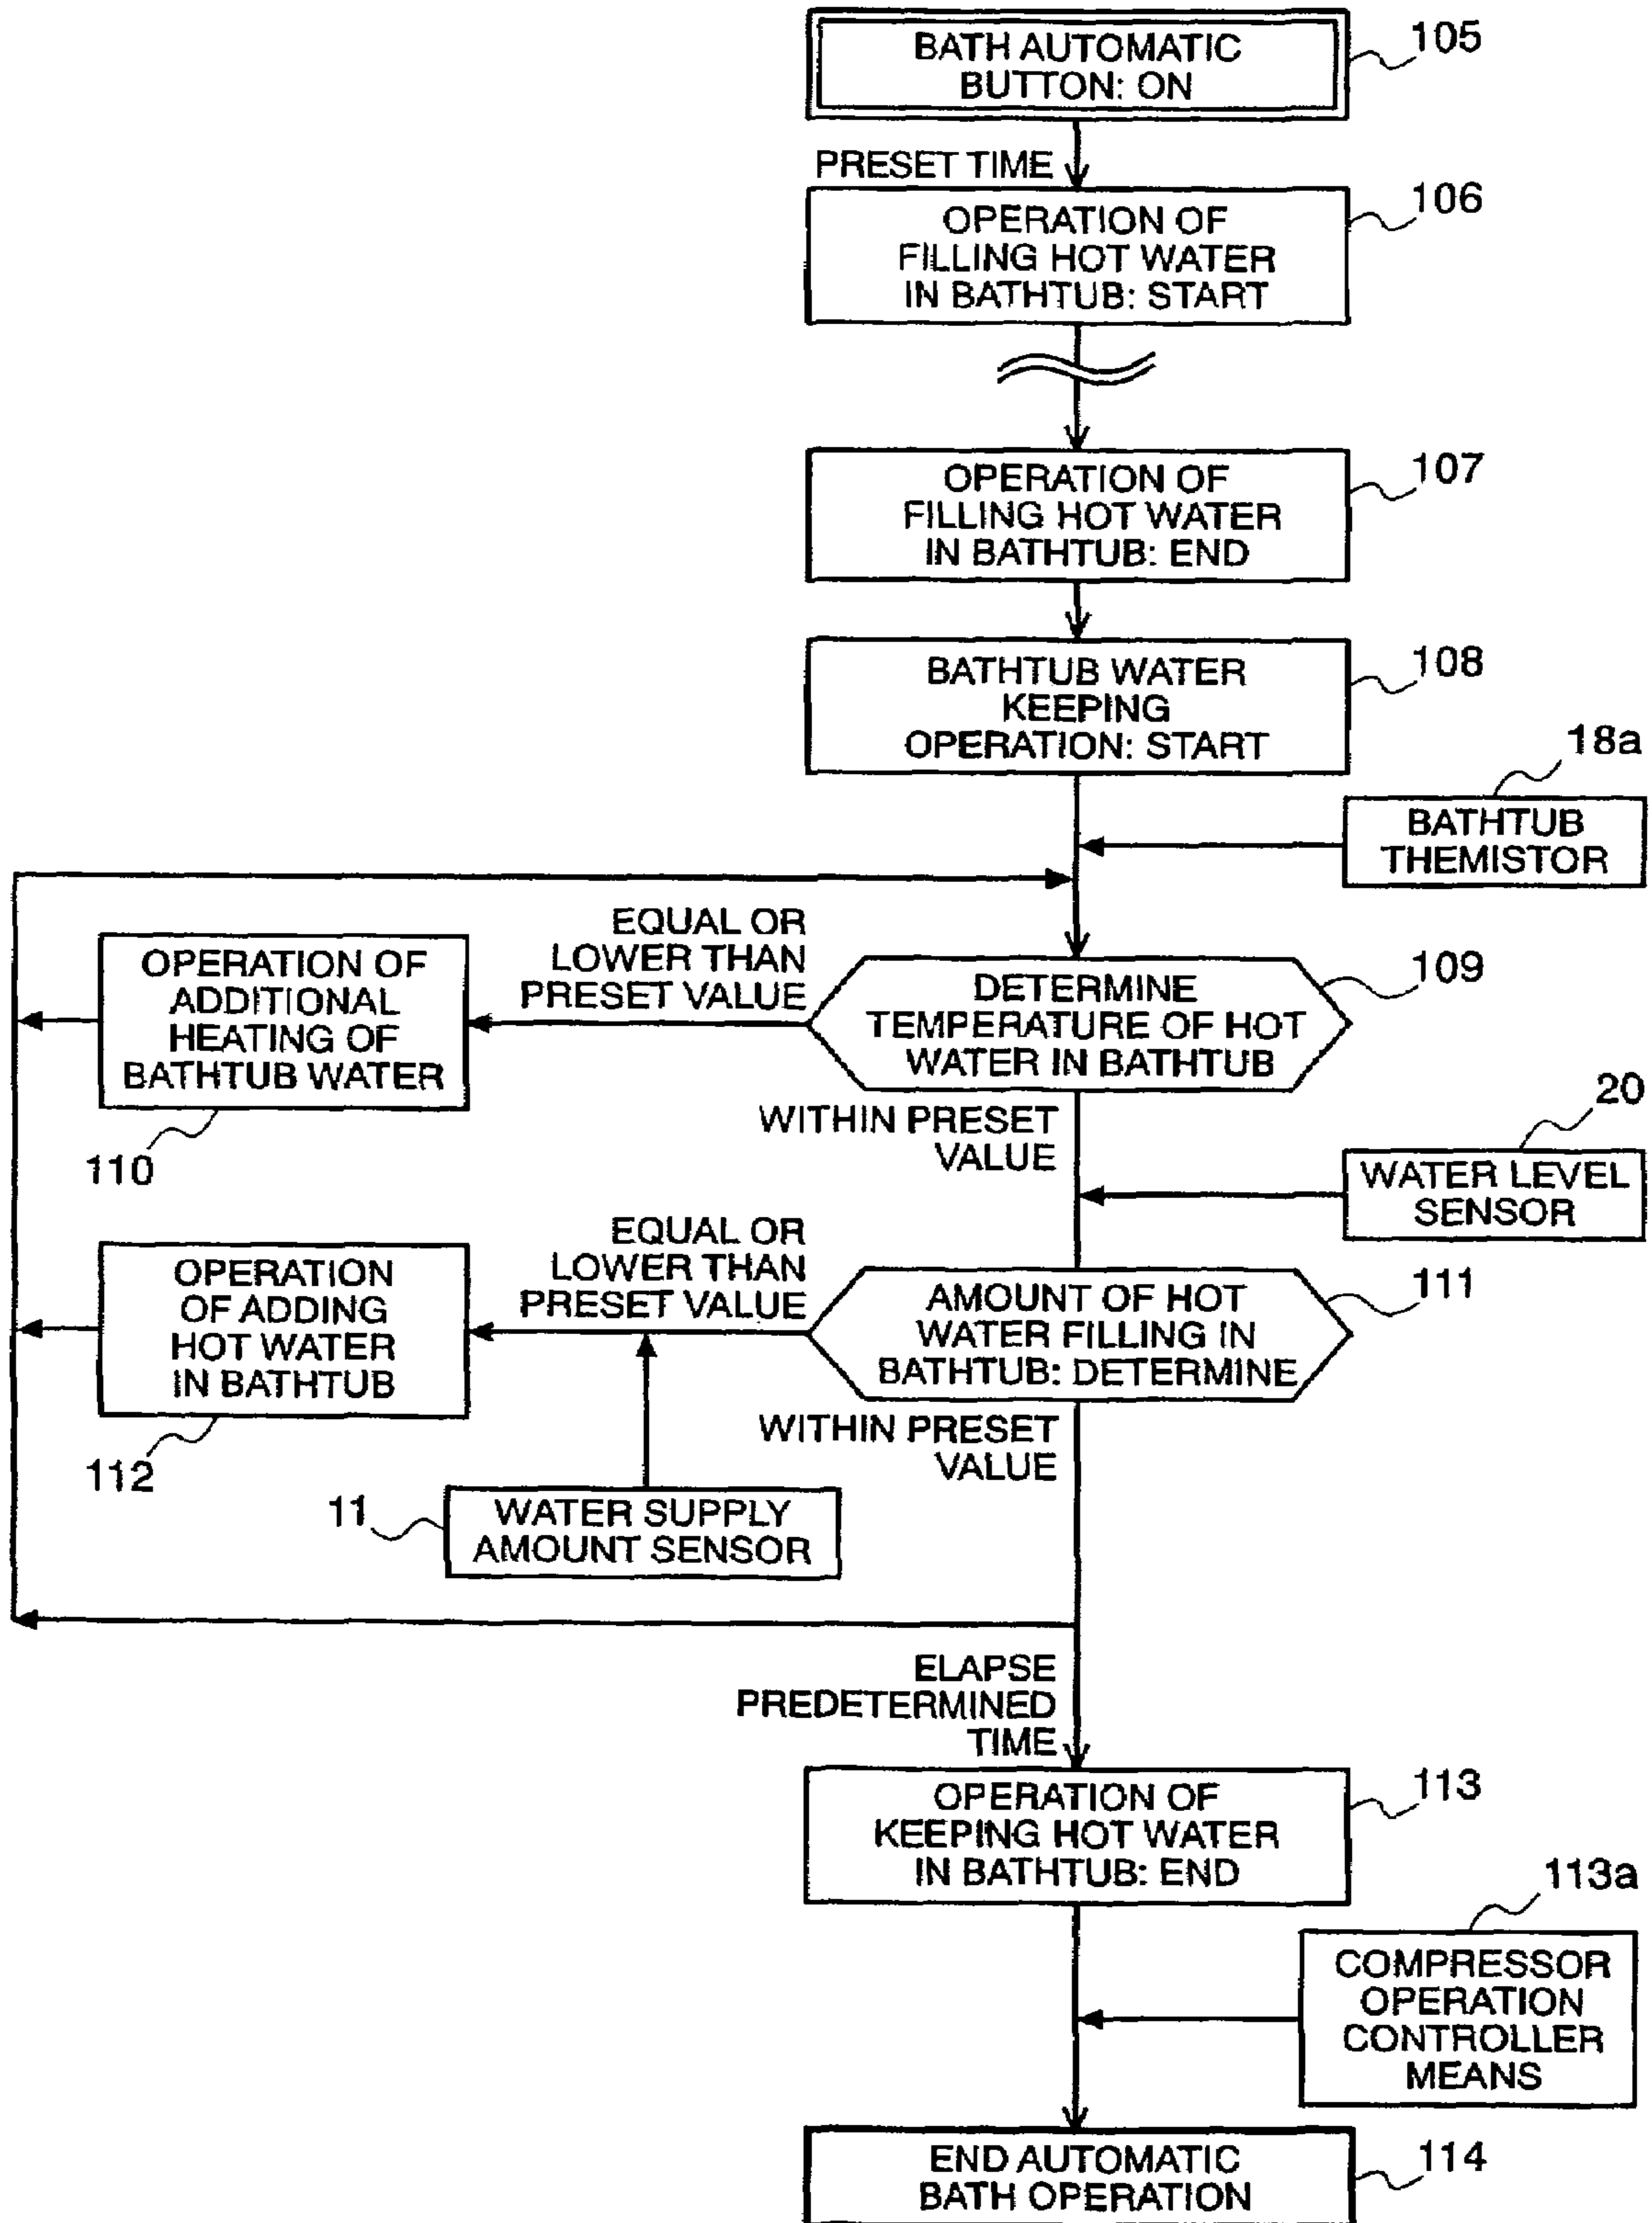 BATH AUTOMATIC
BUTTON: ON
105
PRESET TIME
OPERATION OF
FILLING HOT WATER
IN BATHTUB: START
106
OPERATION OF
FILLING HOT WATER
IN BATHTUB: END
107
BATHTUB WATER
KEEPING
OPERATION: START
108
18a
BATHTUB
THEMISTOR
EQUAL OR
LOWER THAN
PRESET VALUE
OPERATION OF
ADDITIONAL
HEATING OF
BATHTUB WATER
110
DETERMINE
TEMPERATURE OF HOT
WATER IN BATHTUB
109
WITHIN PRESET
VALUE
20
WATER LEVEL
SENSOR
EQUAL OR
LOWER THAN
PRESET VALUE
OPERATION
OF ADDING
HOT WATER
IN BATHTUB
112
AMOUNT OF HOT
WATER FILLING IN
BATHTUB: DETERMINE
111
WITHIN PRESET
VALUE
11
WATER SUPPLY
AMOUNT SENSOR
ELAPSE
PREDETERMINED
TIME
OPERATION OF
KEEPING HOT WATER
IN BATHTUB: END
113
113a
COMPRESSOR
OPERATION
CONTROLLER
MEANS
END AUTOMATIC
BATH OPERATION
114